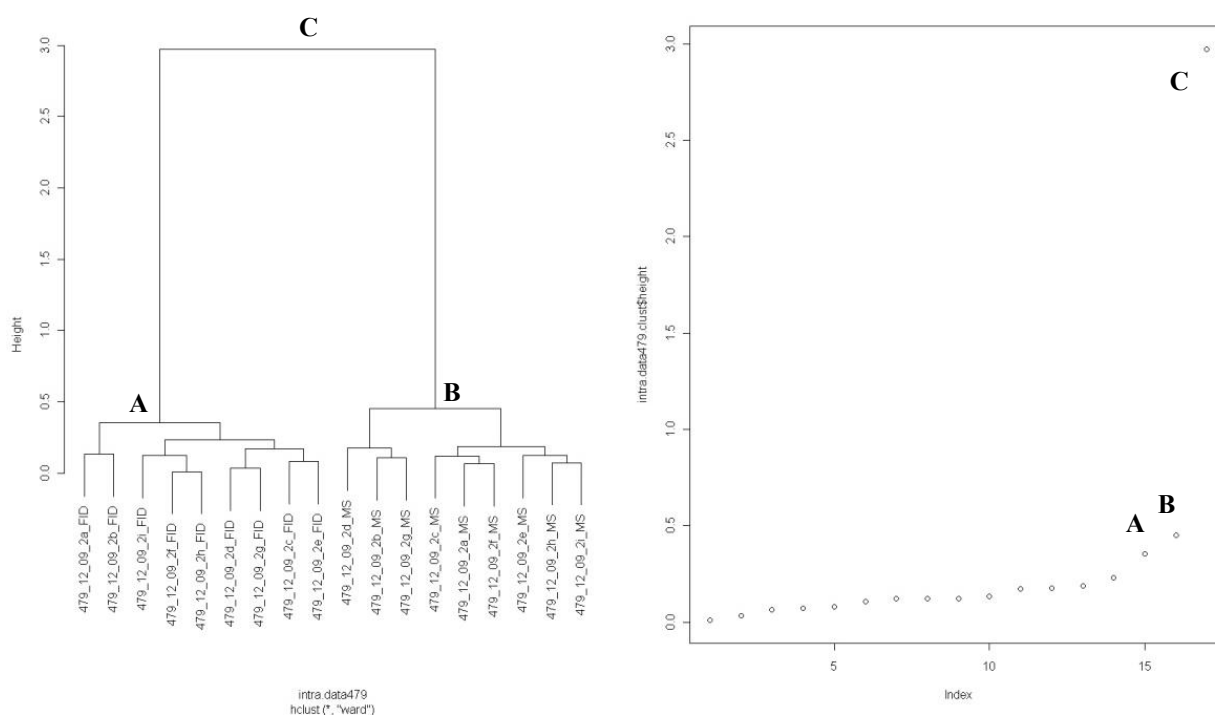 C
3.0
2.5
2.0
1.5
1.0
0.5
0.0
Height
A
B
479_12_09_2a_FID
479_12_09_2b_FID
479_12_09_2i_FID
479_12_09_2f_FID
479_12_09_2h_FID
479_12_09_2d_FID
479_12_09_2g_FID
479_12_09_2c_FID
479_12_09_2e_FID
479_12_09_2d_MS
479_12_09_2b_MS
479_12_09_2g_MS
479_12_09_2c_MS
479_12_09_2a_MS
479_12_09_2f_MS
479_12_09_2e_MS
479_12_09_2h_MS
479_12_09_2i_MS
intra.data479
hclust (*, "ward")
3.0
2.5
2.0
1.5
1.0
0.5
0.0
intra.data479.clust$height
C
B
A
5
10
15
Index